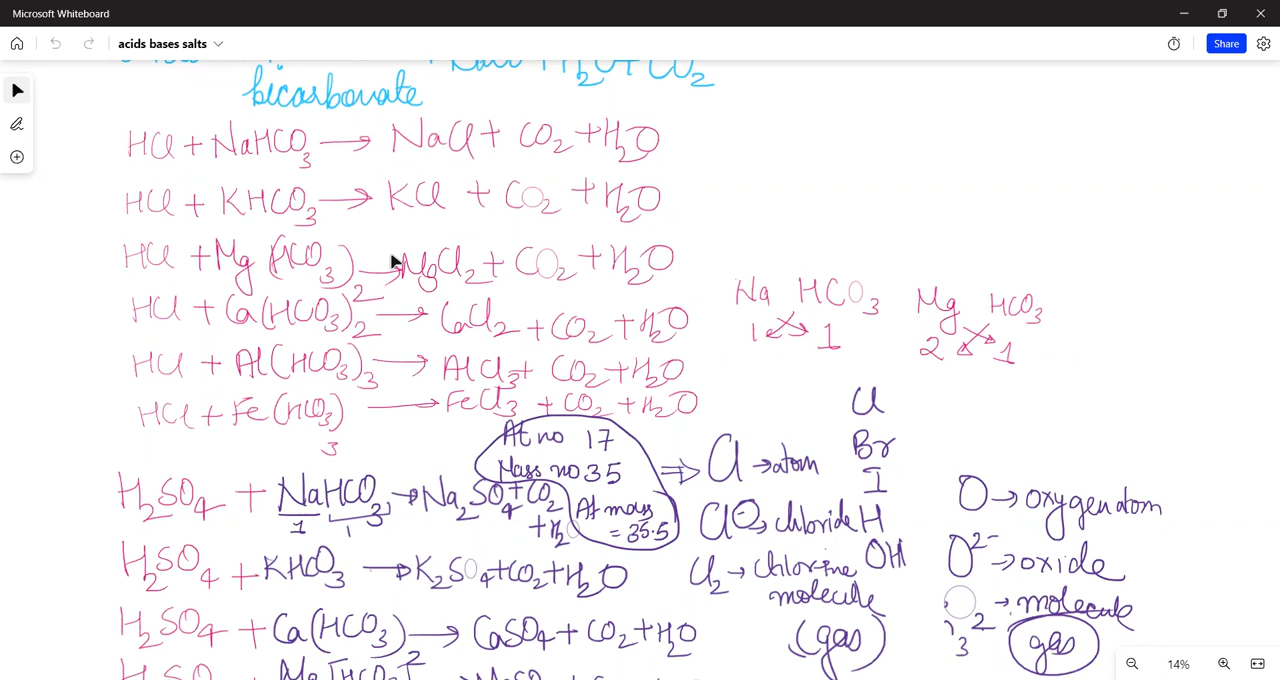 Microsoft Whiteboard
acids bases salts
Share
bicarbonate
HCl + NaHCO₃ → NaCl + CO₂ + H₂O
HCl + KHCO₃ → KCl + CO₂ + H₂O
HCl + Mg(HCO₃)₂ → MgCl₂ + CO₂ + H₂O
HCl + Ca(HCO₃)₂ → CaCl₂ + CO₂ + H₂O
HCl + Al(HCO₃)₃ → AlCl₃ + CO₂ + H₂O
HCl + Fe(HCO₃)₃ → FeCl₃ + CO₂ + H₂O
Na HCO₃
1 1
Mg HCO₃
2 1
H₂SO₄ + NaHCO₃ → Na₂SO₄ + CO₂
+ H₂O
1 1
H₂SO₄ + KHCO₃ → K₂SO₄ + CO₂ + H₂O
H₂SO₄ + Ca(HCO₃)₂ → CaSO₄ + CO₂ + H₂O
At no 17
Mass no 35
At mass
= 35.5
⇒ Cl → atom
Cl⊖ → chloride
Cl₂ → chlorine
molecule
(gas)
Cl
Br
I
H
OH
O → oxygen atom
O²⁻ → oxide
O₂ → molecule
3
gas
14%